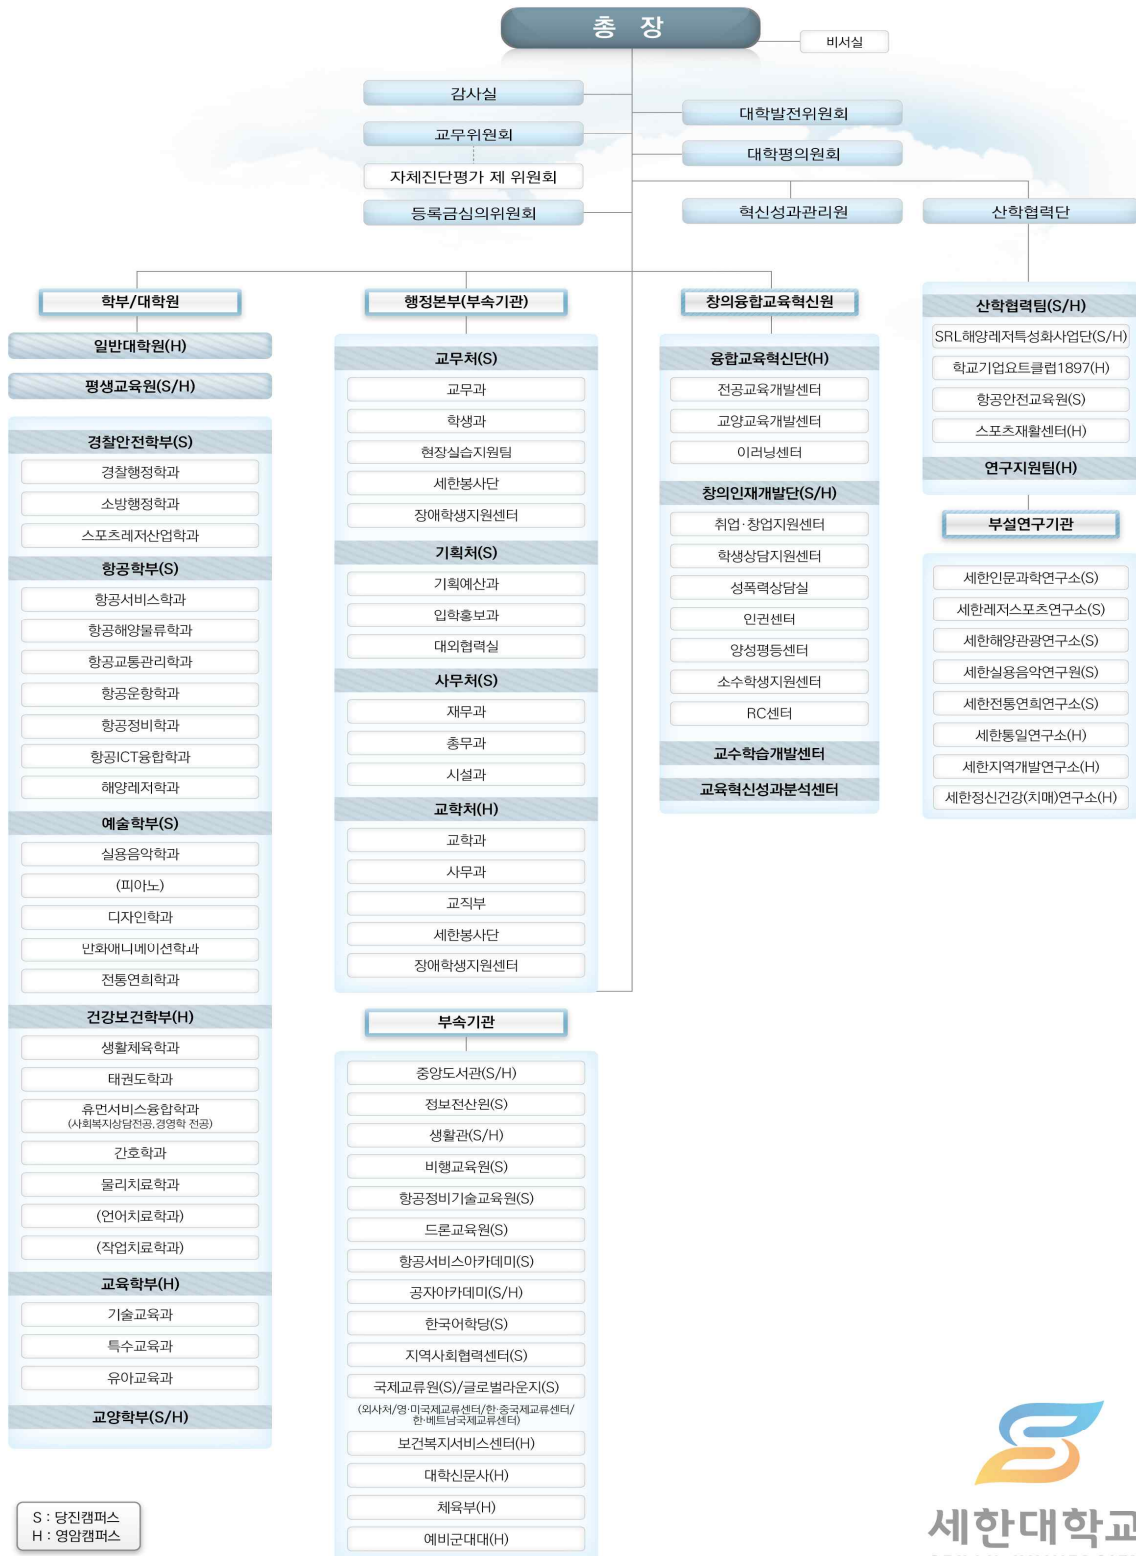 총 장
비서실
감사실
대학발전위원회
교무위원회
대학평의원회
자체진단평가 제 위원회
등록금심의위원회
혁신성과관리원
산학협력단
학부/대학원
일반대학원(H)
평생교육원(S/H)
경찰안전학부(S)
경찰행정학과
소방행정학과
스포츠레저산업학과
항공학부(S)
항공서비스학과
항공해양물류학과
항공교통관리학과
항공운항학과
항공정비학과
항공ICT융합학과
해양레저학과
예술학부(S)
실용음악학과
(피아노)
디자인학과
만화애니메이션학과
전통연희학과
건강보건학부(H)
생활체육학과
태권도학과
휴먼서비스융합학과
(사회복지상담전공,경영학 전공)
간호학과
물리치료학과
(언어치료학과)
(작업치료학과)
교육학부(H)
기술교육과
특수교육과
유아교육과
교양학부(S/H)
행정본부(부속기관)
교무처(S)
교무과
학생과
현장실습지원팀
세한봉사단
장애학생지원센터
기획처(S)
기획예산과
입학홍보과
대외협력실
사무처(S)
재무과
총무과
시설과
교학처(H)
교학과
사무과
교직부
세한봉사단
장애학생지원센터
부속기관
중앙도서관(S/H)
정보전산원(S)
생활관(S/H)
비행교육원(S)
항공정비기술교육원(S)
드론교육원(S)
항공서비스아카데미(S)
공자아카데미(S/H)
한국어학당(S)
지역사회협력센터(S)
국제교류원(S)/글로벌라운지(S)
(외사처/영·미국제교류센터/한·중국제교류센터/
한·베트남국제교류센터)
보건복지서비스센터(H)
대학신문사(H)
체육부(H)
예비군대대(H)
창의융합교육혁신원
융합교육혁신단(H)
전공교육개발센터
교양교육개발센터
이러닝센터
창의인재개발단(S/H)
취업·창업지원센터
학생상담지원센터
성폭력상담실
인권센터
양성평등센터
소수학생지원센터
RC센터
교수학습개발센터
교육혁신성과분석센터
산학협력팀(S/H)
SRL해양레저특성화사업단(S/H)
학교기업요트클럽1897(H)
항공안전교육원(S)
스포츠재활센터(H)
연구지원팀(H)
부설연구기관
세한인문과학연구소(S)
세한레저스포츠연구소(S)
세한해양관광연구소(S)
세한실용음악연구원(S)
세한전통연희연구소(S)
세한통일연구소(H)
세한지역개발연구소(H)
세한정신건강(치매)연구소(H)
S : 당진캠퍼스
H : 영암캠퍼스
세한대학교